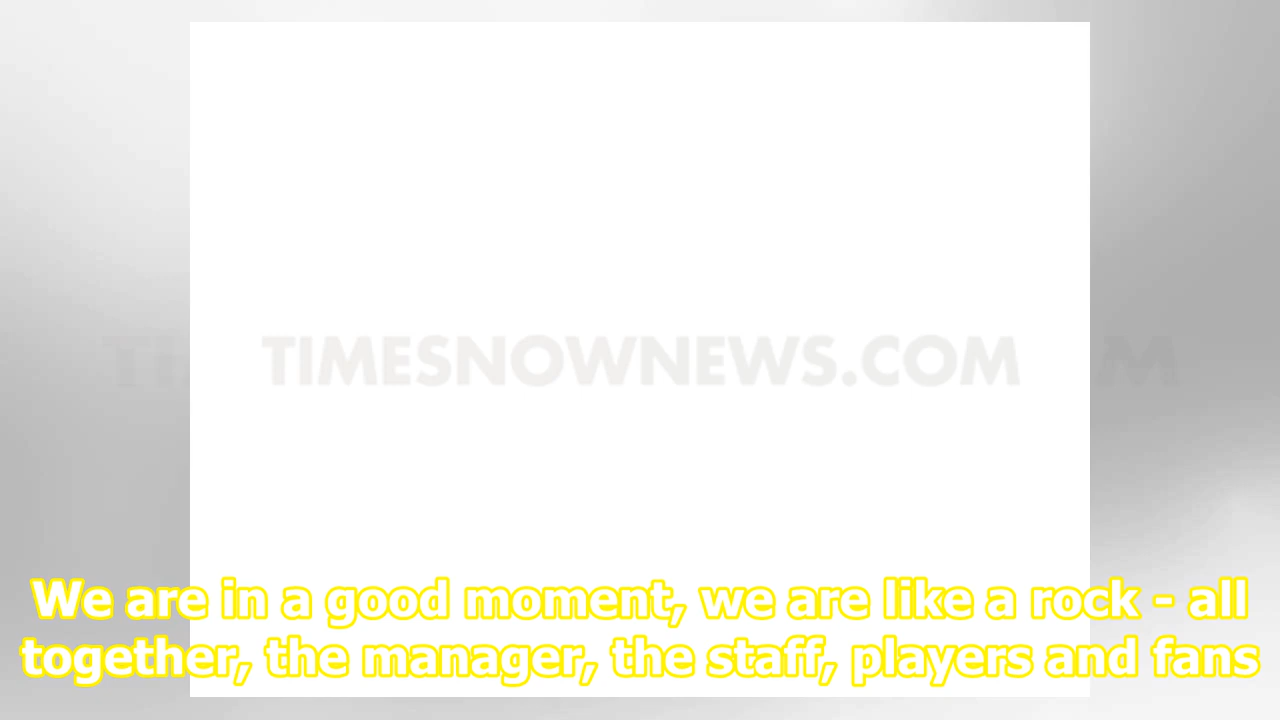 TIMESNOWNEWS.COM
We are in a good moment, we are like a rock - all
together, the manager, the staff, players and fans